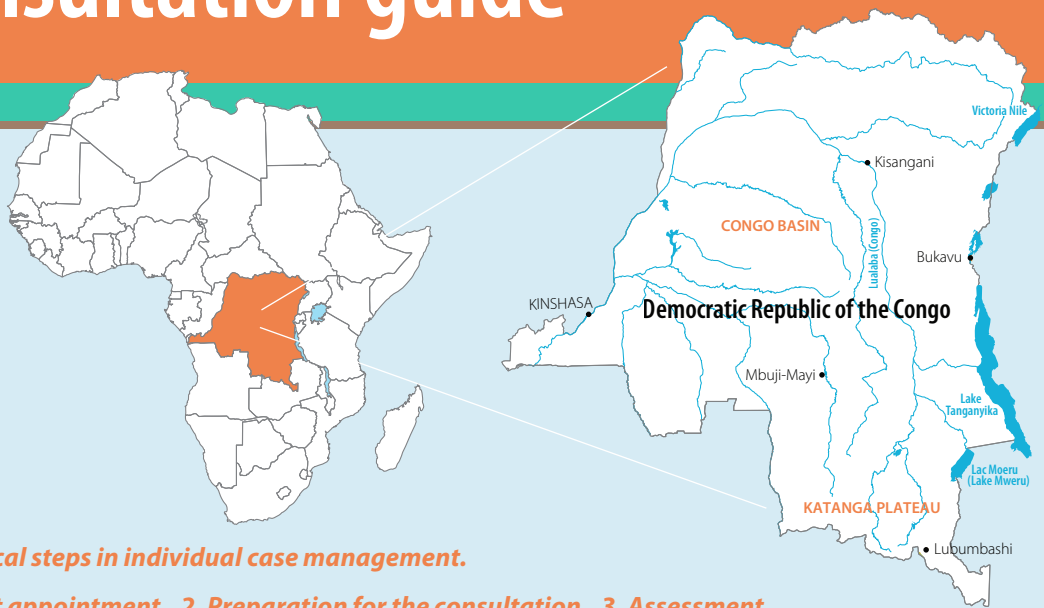 guide
Victoria Nile
Kisangani
CONGO BASIN
Lualaba (Congo)
Bukavu
KINSHASA
Democratic Republic of the Congo
Mbuji-Mayi
Lake
Tanganyika
Lac Moeru
(Lake Mweru)
KATANGA PLATEAU
Lubumbashi
steps in individual case management.
appointment 2. Preparation for the consultation 3. Assessment